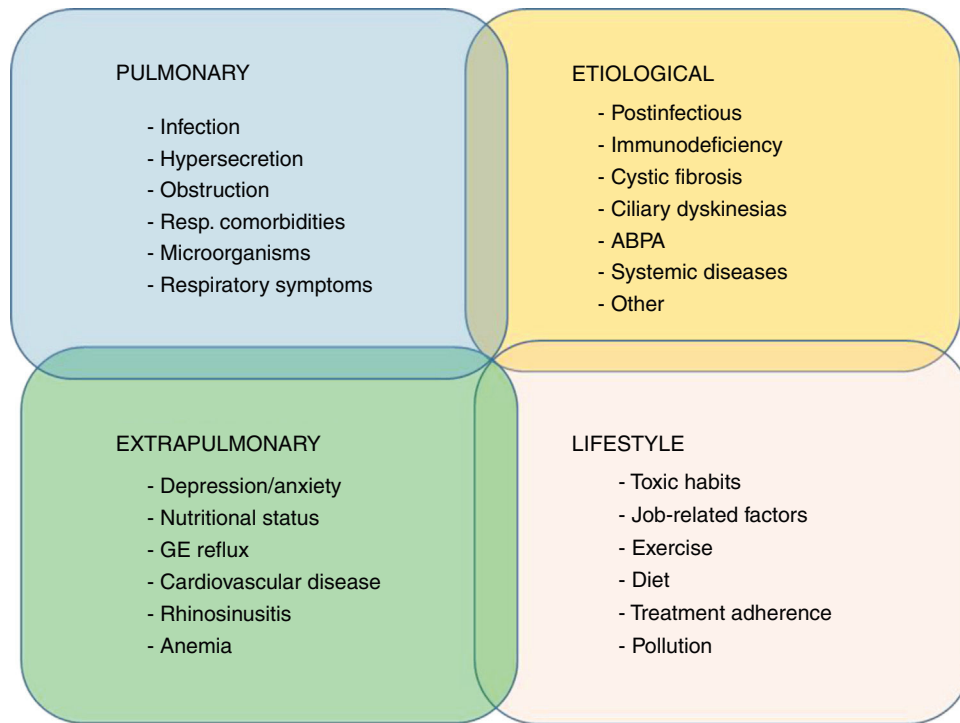 PULMONARY
- Infection
- Hypersecretion
- Obstruction
- Resp. comorbidities
- Microorganisms
- Respiratory symptoms
ETIOLOGICAL
- Postinfectious
- Immunodeficiency
- Cystic fibrosis
- Ciliary dyskinesias
- ABPA
- Systemic diseases
- Other
EXTRAPULMONARY
- Depression/anxiety
- Nutritional status
- GE reflux
- Cardiovascular disease
- Rhinosinusitis
- Anemia
LIFESTYLE
- Toxic habits
- Job-related factors
- Exercise
- Diet
- Treatment adherence
- Pollution